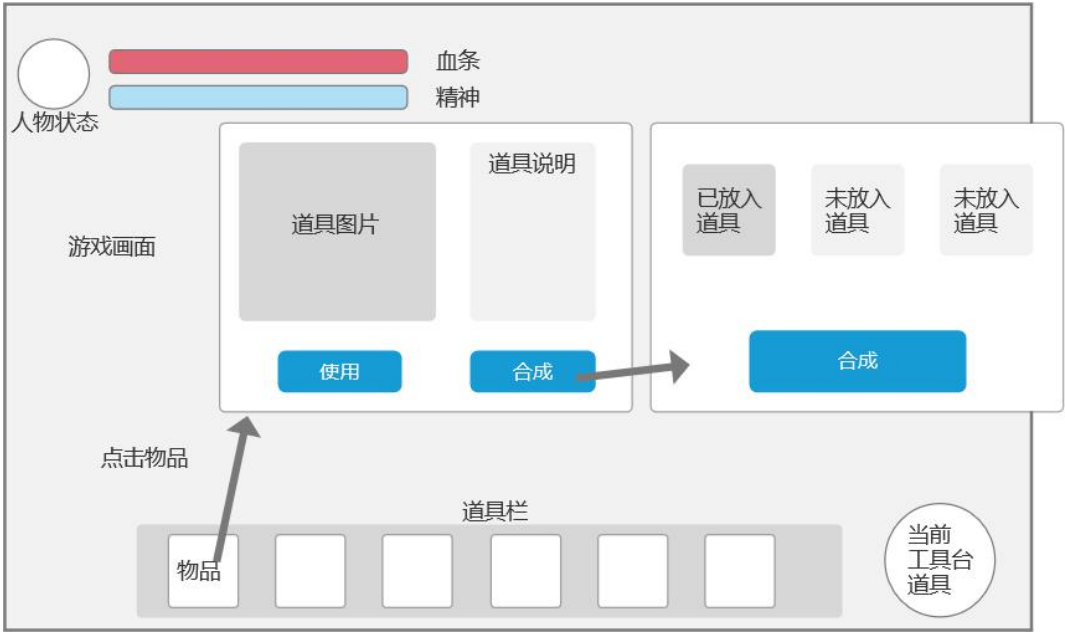 血条
精神
人物状态
道具说明
道具图片
已放入
道具
未放入
道具
未放入
道具
游戏画面
使用
合成
合成
点击物品
道具栏
物品
当前
工具台
道具